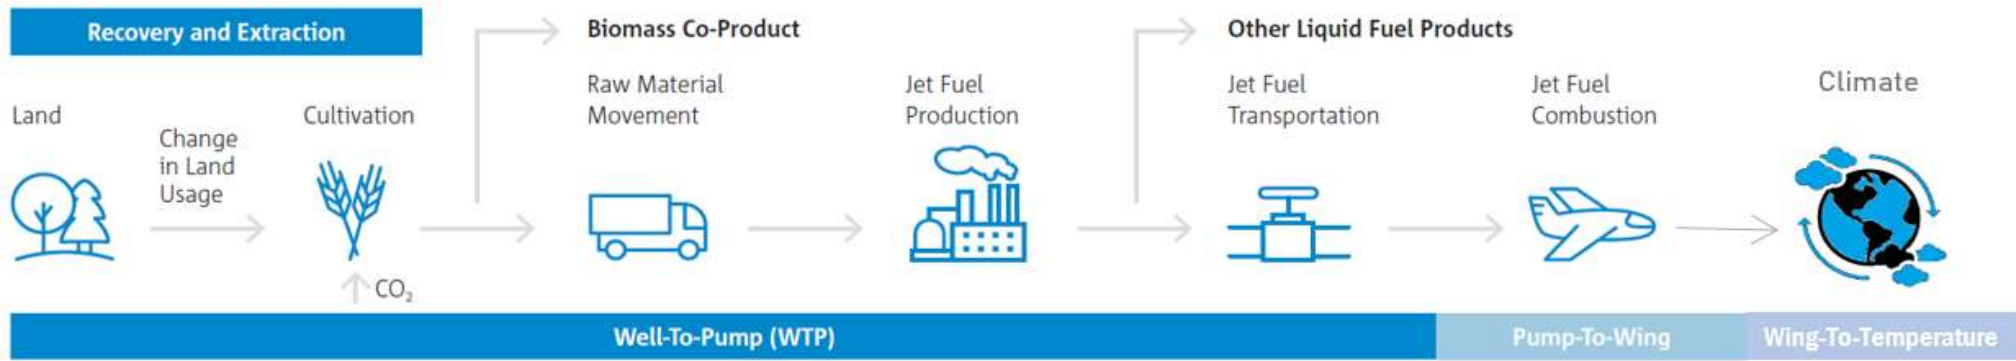 Recovery and Extraction
Biomass Co-Product
Other Liquid Fuel Products
Land
Change
in Land
Usage
Cultivation
CO₂
Raw Material
Movement
Jet Fuel
Production
Jet Fuel
Transportation
Jet Fuel
Combustion
Climate
Well-To-Pump (WTP)
Pump-To-Wing
Wing-To-Temperature